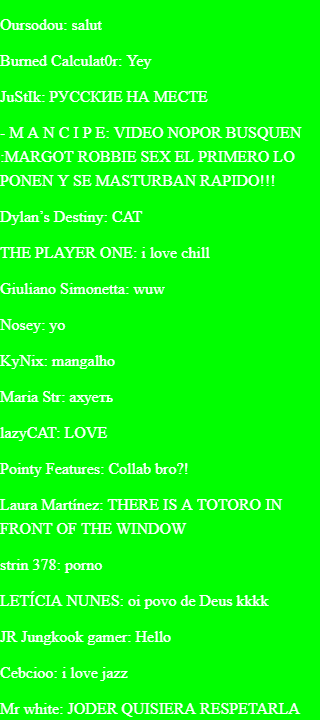 Oursodou: salut
Burned Calculat0r: Yey
JuStIk: РУССКИЕ НА МЕСТЕ
- M A N C I P E: VIDEO NOPOR BUSQUEN
:MARGOT ROBBIE SEX EL PRIMERO LO
PONEN Y SE MASTURBAN RAPIDO!!!
Dylan’s Destiny: CAT
THE PLAYER ONE: i love chill
Giuliano Simonetta: wuw
Nosey: yo
KyNix: mangalho
Maria Str: ахуеть
lazyCAT: LOVE
Pointy Features: Collab bro?!
Laura Martínez: THERE IS A TOTORO IN
FRONT OF THE WINDOW
strin 378: porno
LETÍCIA NUNES: oi povo de Deus kkkk
JR Jungkook gamer: Hello
Cebcioo: i love jazz
Mr white: JODER QUISIERA RESPETARLA